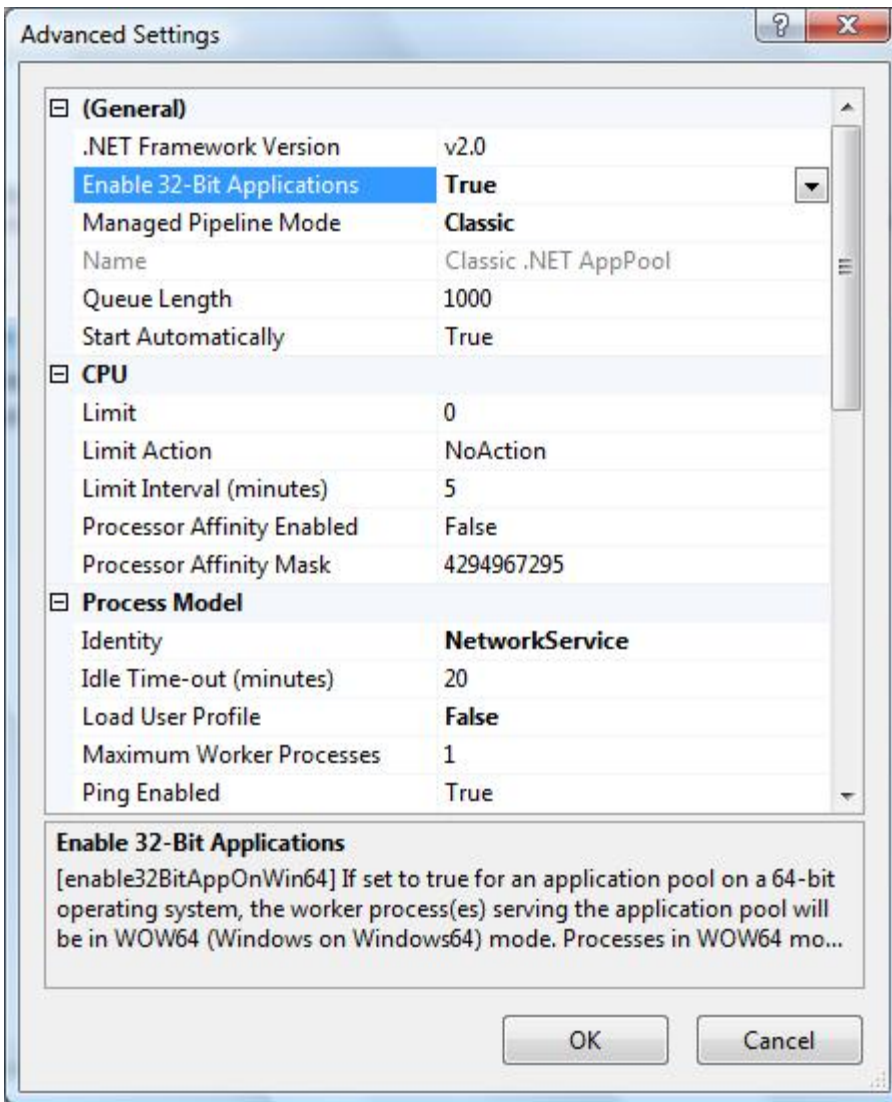 Advanced Settings
(General)
.NET Framework Version v2.0
Enable 32-Bit Applications True
Managed Pipeline Mode Classic
Name Classic .NET AppPool
Queue Length 1000
Start Automatically True
CPU
Limit 0
Limit Action NoAction
Limit Interval (minutes) 5
Processor Affinity Enabled False
Processor Affinity Mask 4294967295
Process Model
Identity NetworkService
Idle Time-out (minutes) 20
Load User Profile False
Maximum Worker Processes 1
Ping Enabled True
Enable 32-Bit Applications
[enable32BitAppOnWin64] If set to true for an application pool on a 64-bit
operating system, the worker process(es) serving the application pool will
be in WOW64 (Windows on Windows64) mode. Processes in WOW64 mo...
OK Cancel